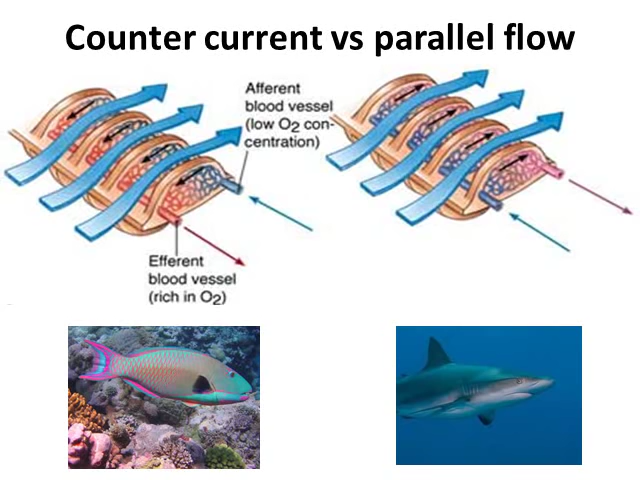 Counter current vs parallel flow
Afferent
blood vessel
(low O2 con-
centration)
Efferent
blood vessel
(rich in O2)